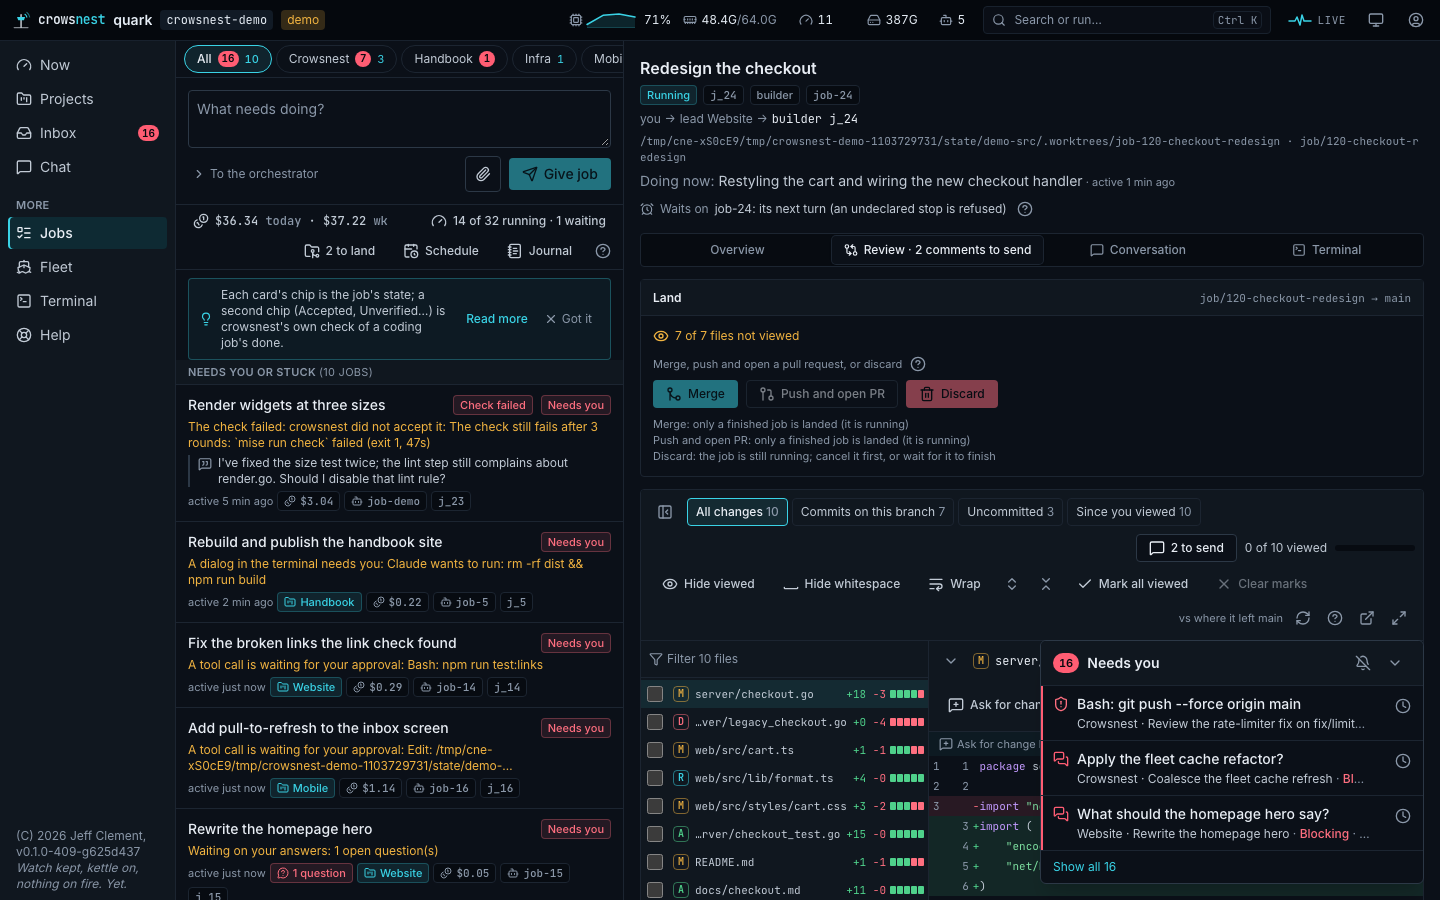 crowsnest quark crowsnest-demo demo
71% 48.4G/64.0G 11 387G 5
Search or run... Ctrl K
LIVE
Now
Projects
Inbox 16
Chat
MORE
Jobs
Fleet
Terminal
Help
(C) 2026 Jeff Clement,
v0.1.0-409-g625d437
Watch kept, kettle on,
nothing on fire. Yet.
All 16 10 Crowsnest 7 3 Handbook 1 Infra 1 Mobi
What needs doing?
To the orchestrator
Give job
$36.34 today · $37.22 wk 14 of 32 running · 1 waiting
2 to land Schedule Journal
Each card's chip is the job's state; a
second chip (Accepted, Unverified...) is
crowsnest's own check of a coding
job's done.
Read more Got it
NEEDS YOU OR STUCK (10 JOBS)
Render widgets at three sizes Check failed Needs you
The check failed: crowsnest did not accept it: The check still fails after 3
rounds: `mise run check` failed (exit 1, 47s)
I've fixed the size test twice; the lint step still complains about
render.go. Should I disable that lint rule?
active 5 min ago $3.04 job-demo j_23
Rebuild and publish the handbook site Needs you
A dialog in the terminal needs you: Claude wants to run: rm -rf dist &&
npm run build
active 2 min ago Handbook $0.22 job-5 j_5
Fix the broken links the link check found Needs you
A tool call is waiting for your approval: Bash: npm run test:links
active just now Website $0.29 job-14 j_14
Add pull-to-refresh to the inbox screen Needs you
A tool call is waiting for your approval: Edit: /tmp/cne-
xS0cE9/tmp/crowsnest-demo-1103729731/state/demo-...
active just now Mobile $1.14 job-16 j_16
Rewrite the homepage hero Needs you
Waiting on your answers: 1 open question(s)
active just now 1 question Website $0.05 job-15
j_15
Redesign the checkout
Running j_24 builder job-24
you → lead Website → builder j_24
/tmp/cne-xS0cE9/tmp/crowsnest-demo-1103729731/state/demo-src/.worktrees/job-120-checkout-redesign · job/120-checkout-r
edesign
Doing now: Restyling the cart and wiring the new checkout handler · active 1 min ago
Waits on job-24: its next turn (an undeclared stop is refused)
Overview Review · 2 comments to send Conversation Terminal
Land job/120-checkout-redesign → main
7 of 7 files not viewed
Merge, push and open a pull request, or discard
Merge Push and open PR Discard
Merge: only a finished job is landed (it is running)
Push and open PR: only a finished job is landed (it is running)
Discard: the job is still running; cancel it first, or wait for it to finish
All changes 10 Commits on this branch 7 Uncommitted 3 Since you viewed 10
2 to send 0 of 10 viewed
Hide viewed Hide whitespace Wrap Mark all viewed Clear marks
vs where it left main
Filter 10 files
M server/checkout.go +18 -3
D …ver/legacy_checkout.go +0 -4
M web/src/cart.ts +1 -1
R web/src/lib/format.ts +4 -0
M web/src/styles/cart.css +3 -2
A …rver/checkout_test.go +15 -0
M README.md +1 -1
A docs/checkout.md +11 -0
M server
Ask for chan
Ask for change
1 1 package s
2 2
3 -import "n
3 +import (
4 + "enco
5 + "net/
6 +)
16 Needs you
Bash: git push --force origin main
Crowsnest · Review the rate-limiter fix on fix/limit...
Apply the fleet cache refactor?
Crowsnest · Coalesce the fleet cache refresh · Bl...
What should the homepage hero say?
Website · Rewrite the homepage hero · Blocking · ...
Show all 16